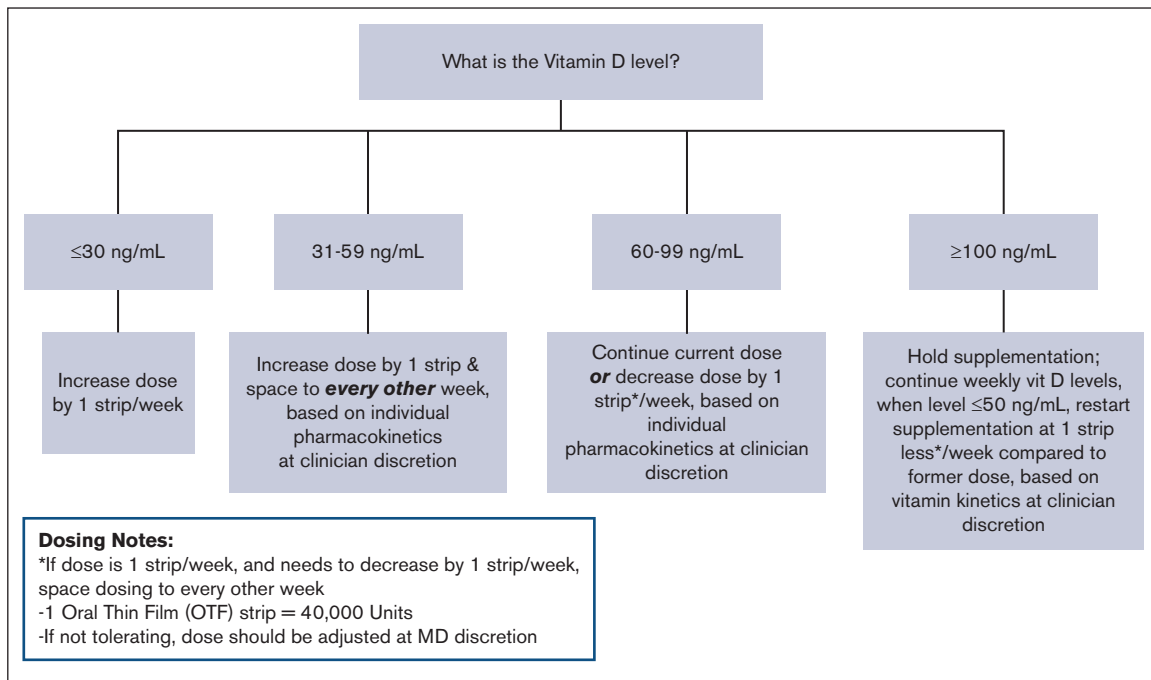 What is the Vitamin D level?
≤30 ng/mL
31-59 ng/mL
60-99 ng/mL
≥100 ng/mL
Increase dose
by 1 strip/week
Increase dose by 1 strip &
space to every other week,
based on individual
pharmacokinetics
at clinician discretion
Continue current dose
or decrease dose by 1
strip*/week, based on
individual
pharmacokinetics at clinician
discretion
Hold supplementation;
continue weekly vit D levels,
when level ≤50 ng/mL, restart
supplementation at 1 strip
less*/week compared to
former dose, based on
vitamin kinetics at clinician
discretion
Dosing Notes:
*If dose is 1 strip/week, and needs to decrease by 1 strip/week,
space dosing to every other week
-1 Oral Thin Film (OTF) strip = 40,000 Units
-If not tolerating, dose should be adjusted at MD discretion